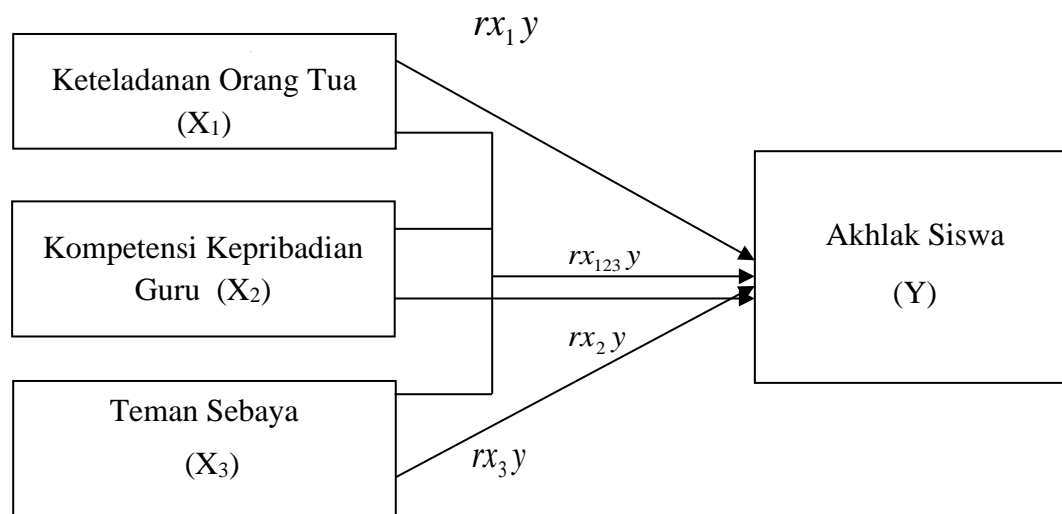 rx₁y
Keteladanan Orang Tua
(X₁)
Kompetensi Kepribadian
Guru (X₂)
rx₁₂₃y
Akhlak Siswa
(Y)
rx₂y
Teman Sebaya
(X₃)
rx₃y